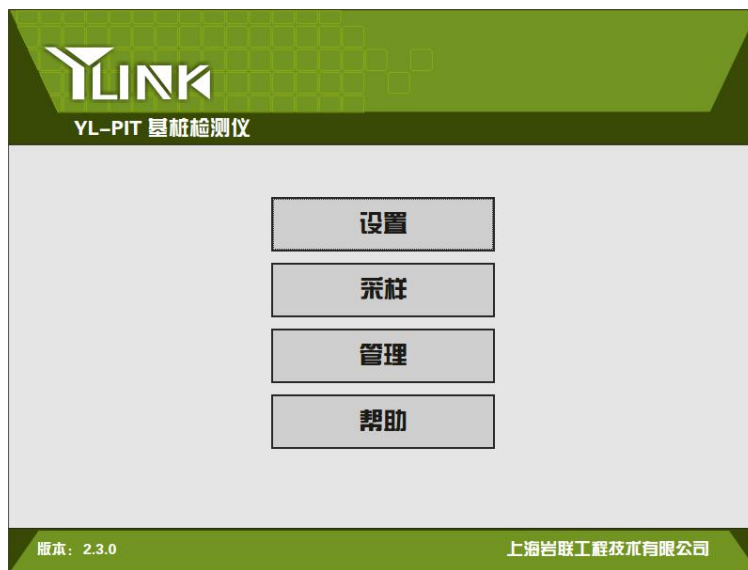 YLINK
YL-PIT 基桩检测仪
设置
采样
管理
帮助
版本：2.3.0
上海岩联工程技术有限公司